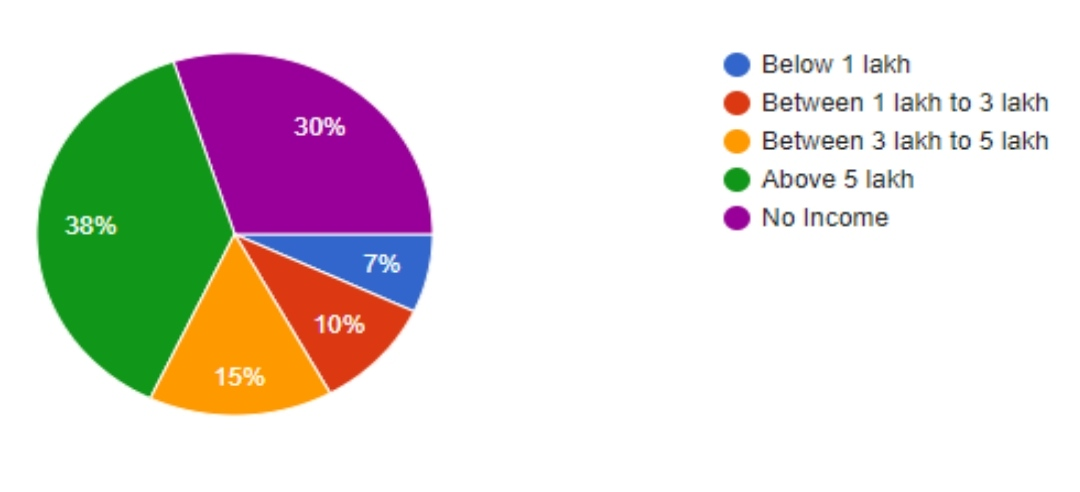 Below 1 lakh
Between 1 lakh to 3 lakh
Between 3 lakh to 5 lakh
Above 5 lakh
No Income
30%
38%
7%
10%
15%